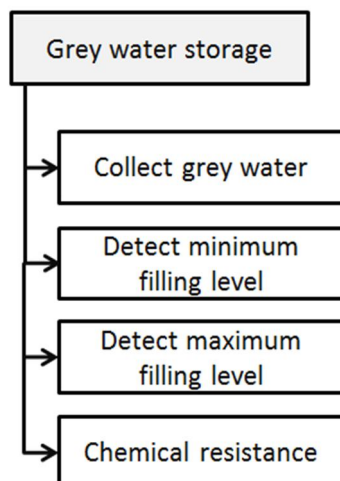 Grey water storage
Collect grey water
Detect minimum
filling level
Detect maximum
filling level
Chemical resistance